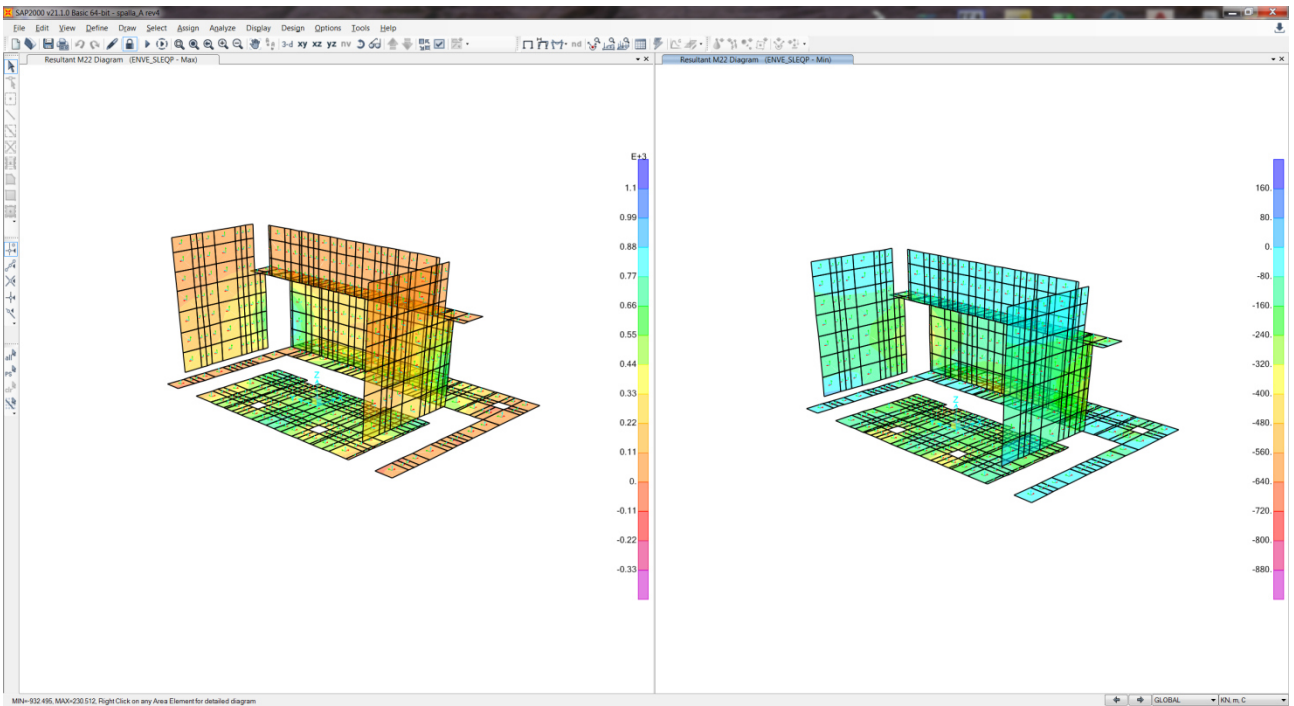 SAP2000 v21.1.0 Basic 64-bit - spalla_A rev4
File Edit View Define Draw Select Assign Analyze Display Design Options Tools Help
3-d xy xz yz nv
nd
Resultant M22 Diagram (ENVE_SLEQP - Max)
Resultant M22 Diagram (ENVE_SLEQP - Min)
E+3
1.1
0.99
0.88
0.77
0.66
0.55
0.44
0.33
0.22
0.11
0.
-0.11
-0.22
-0.33
Z
160.
80.
0.
-80.
-160.
-240.
-320.
-400.
-480.
-560.
-640.
-720.
-800.
-880.
Z
MIN=-932.495, MAX=230.512, Right Click on any Area Element for detailed diagram
GLOBAL
KN, m, C